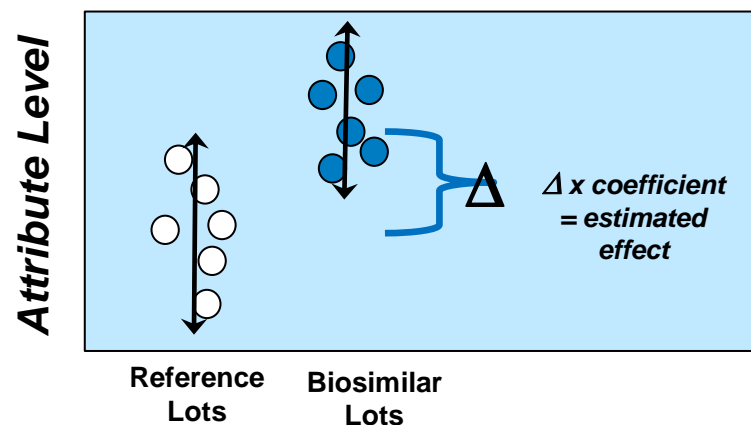 Attribute Level
Δ
Δ x coefficient
= estimated
effect
Reference
Lots
Biosimilar
Lots